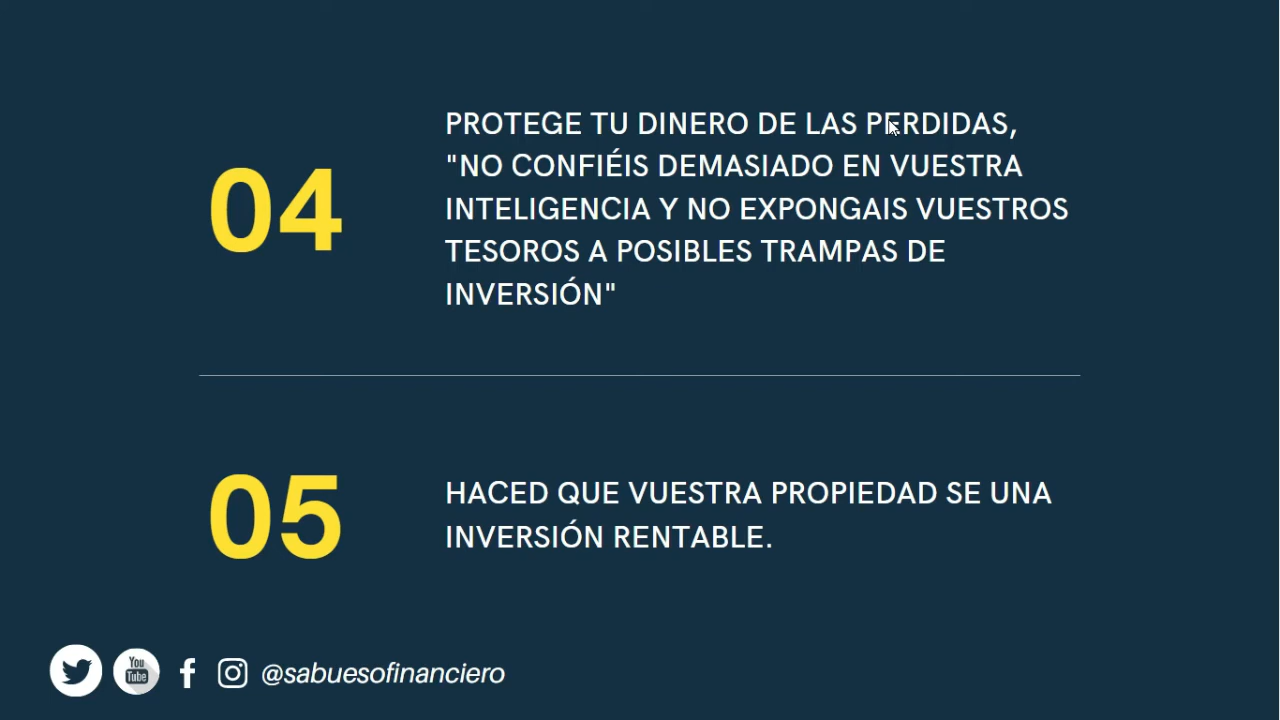 04
PROTEGE TU DINERO DE LAS PERDIDAS,
"NO CONFIÉIS DEMASIADO EN VUESTRA
INTELIGENCIA Y NO EXPONGAIS VUESTROS
TESOROS A POSIBLES TRAMPAS DE
INVERSIÓN"
05
HACED QUE VUESTRA PROPIEDAD SE UNA
INVERSIÓN RENTABLE.
You
Tube
@sabuesofinanciero